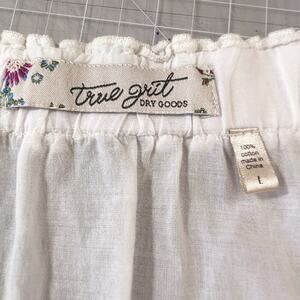 true grit
DRY GOODS
100%
cotton
made in
China
L